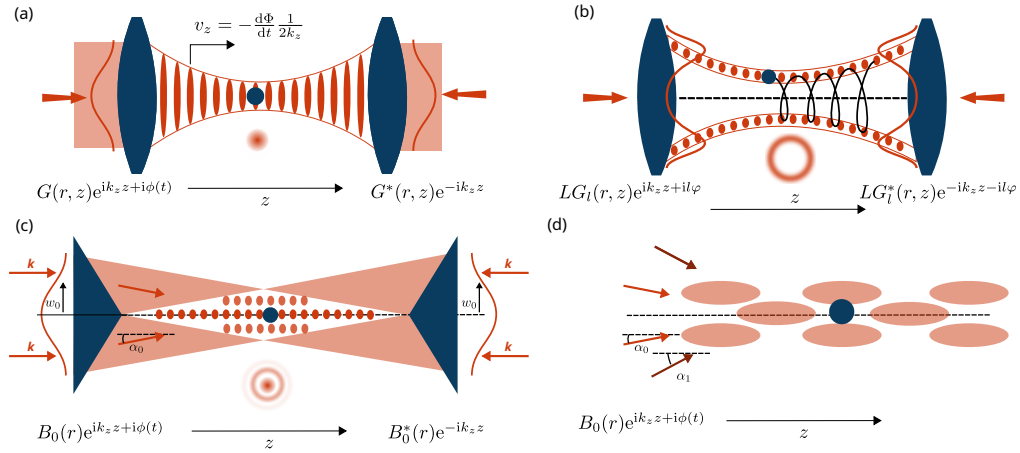 (a)
v_z = −dΦ/dt 1/2k_z
G(r, z)e^{ik_z z+iϕ(t)}
z
G*(r, z)e^{−ik_z z}
(b)
LG_l(r, z)e^{ik_z z+ilφ}
z
LG_l^*(r, z)e^{−ik_z z−ilφ}
(c)
k
k
w_0
w_0
α_0
k
k
B_0(r)e^{ik_z z+iϕ(t)}
z
B_0^*(r)e^{−ik_z z}
(d)
α_0
α_1
B_0(r)e^{ik_z z+iϕ(t)}
z